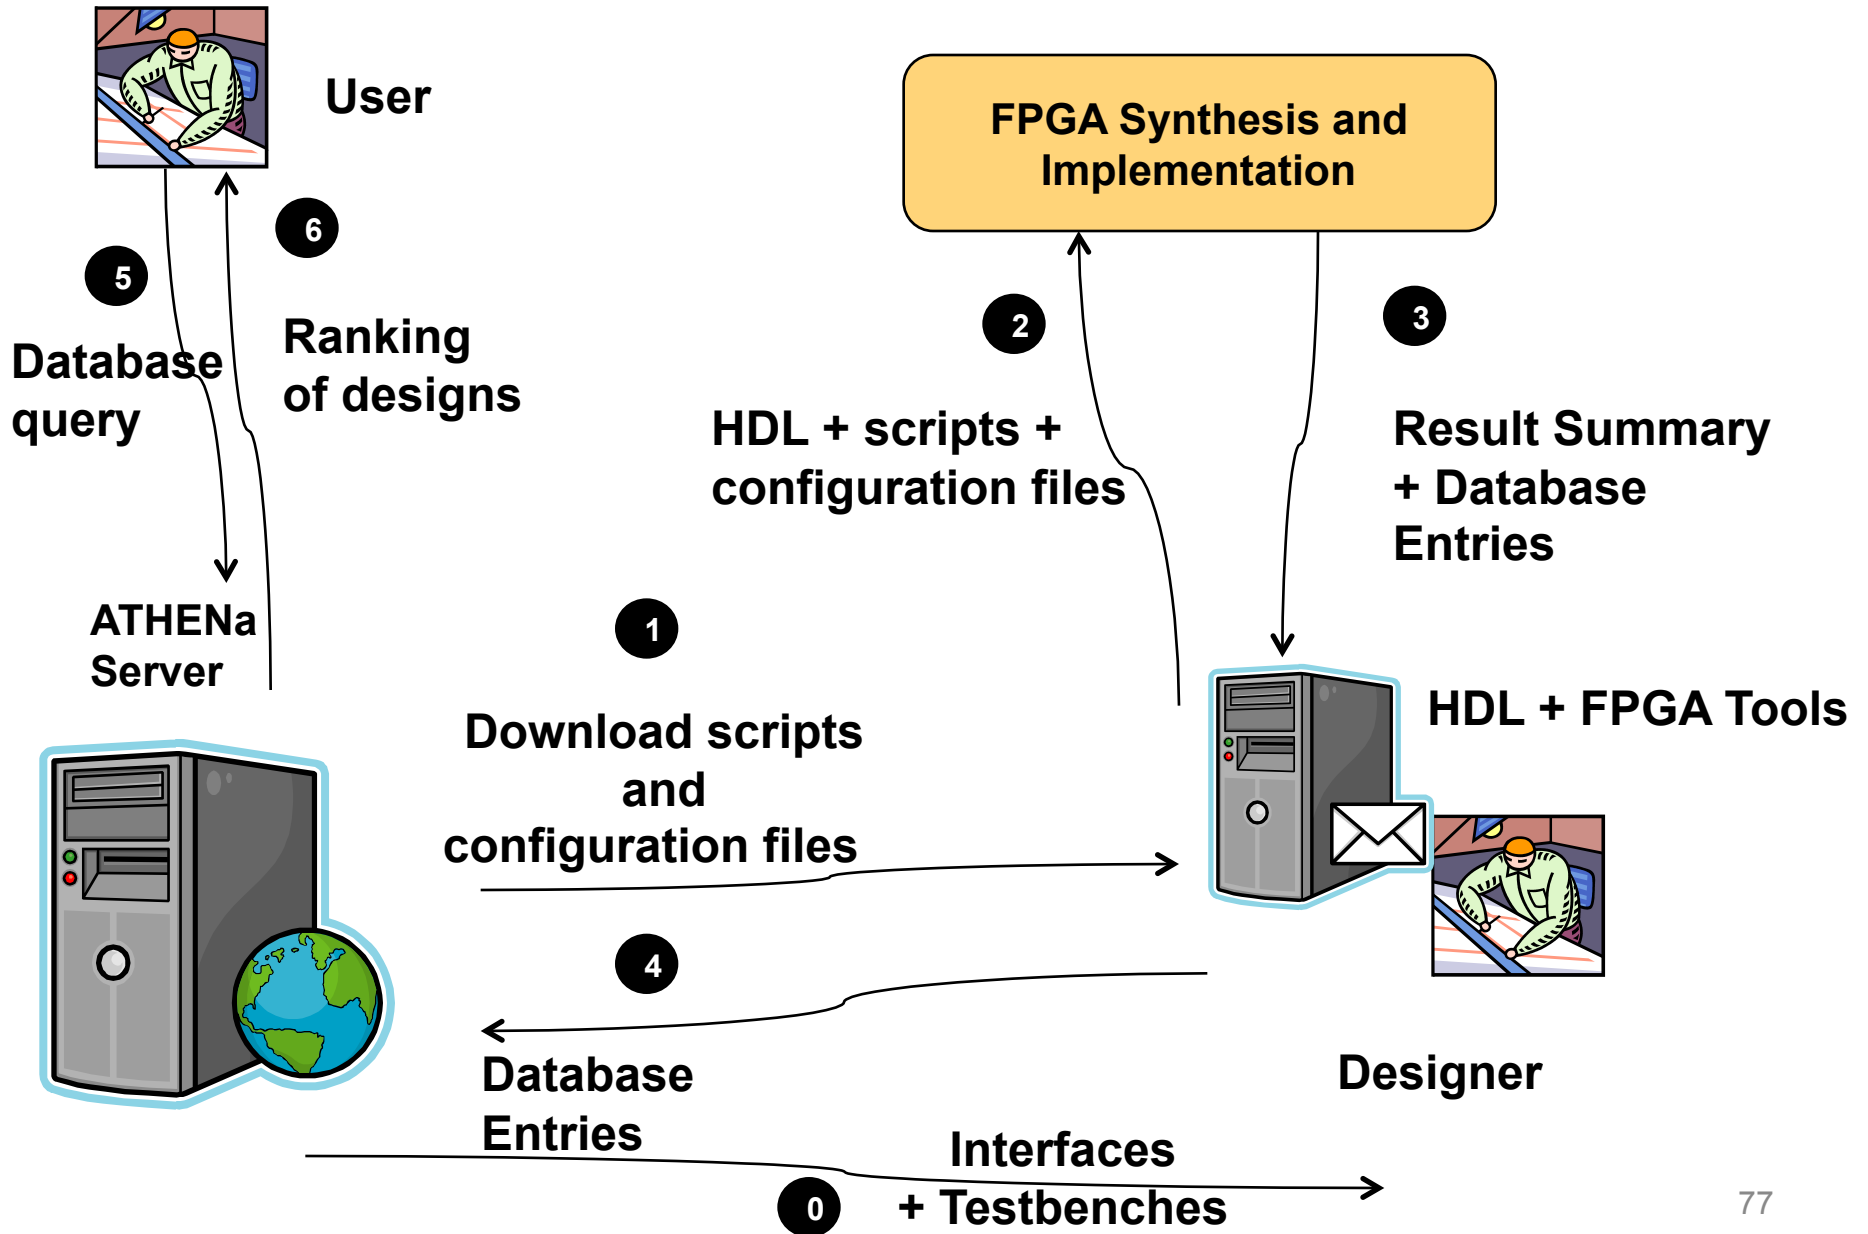 User
FPGA Synthesis and
Implementation
6
5
2
3
Database
query
Ranking
of designs
HDL + scripts +
configuration files
Result Summary
+ Database
Entries
ATHENa
Server
1
Download scripts
and
configuration files
HDL + FPGA Tools
4
Database
Entries
Designer
Interfaces
+ Testbenches
0
77